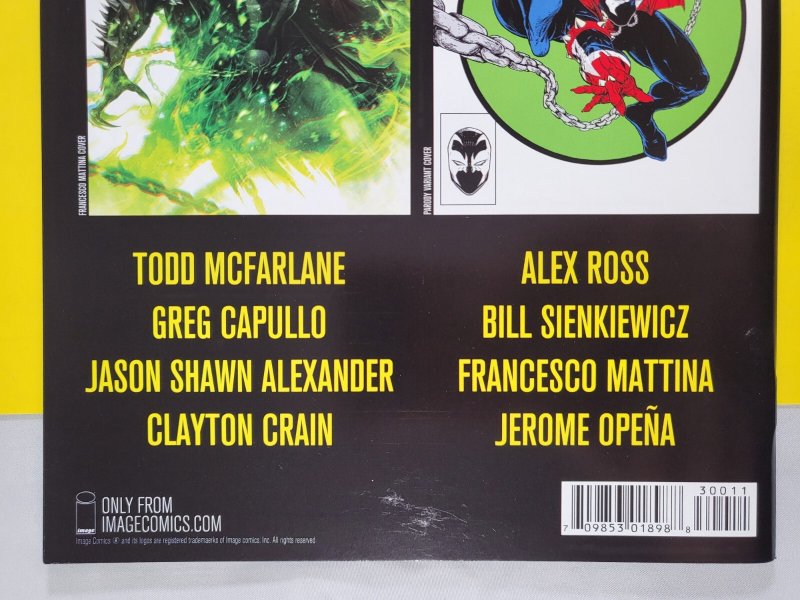 FRANCESCO MATTINA COVER
PARODY VARIANT COVER
TODD MCFARLANE
GREG CAPULLO
JASON SHAWN ALEXANDER
CLAYTON CRAIN
ALEX ROSS
BILL SIENKIEWICZ
FRANCESCO MATTINA
JEROME OPEÑA
image
ONLY FROM
IMAGECOMICS.COM
Image Comics (®) and its logos are registered trademaerks of Image comics, Inc. All rights reserved
30011
7 09853 01898 8